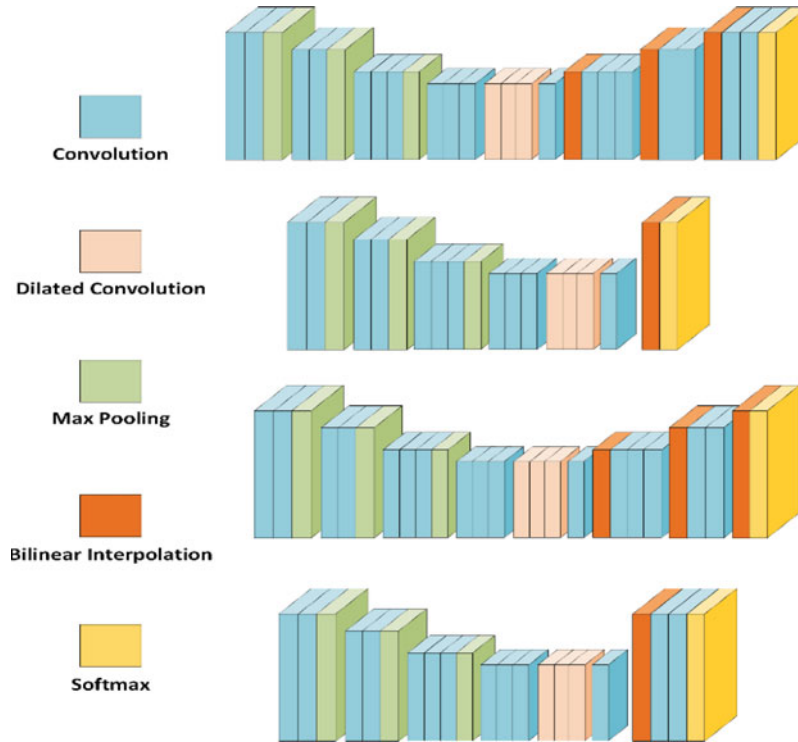 Convolution
Dilated Convolution
Max Pooling
Bilinear Interpolation
Softmax